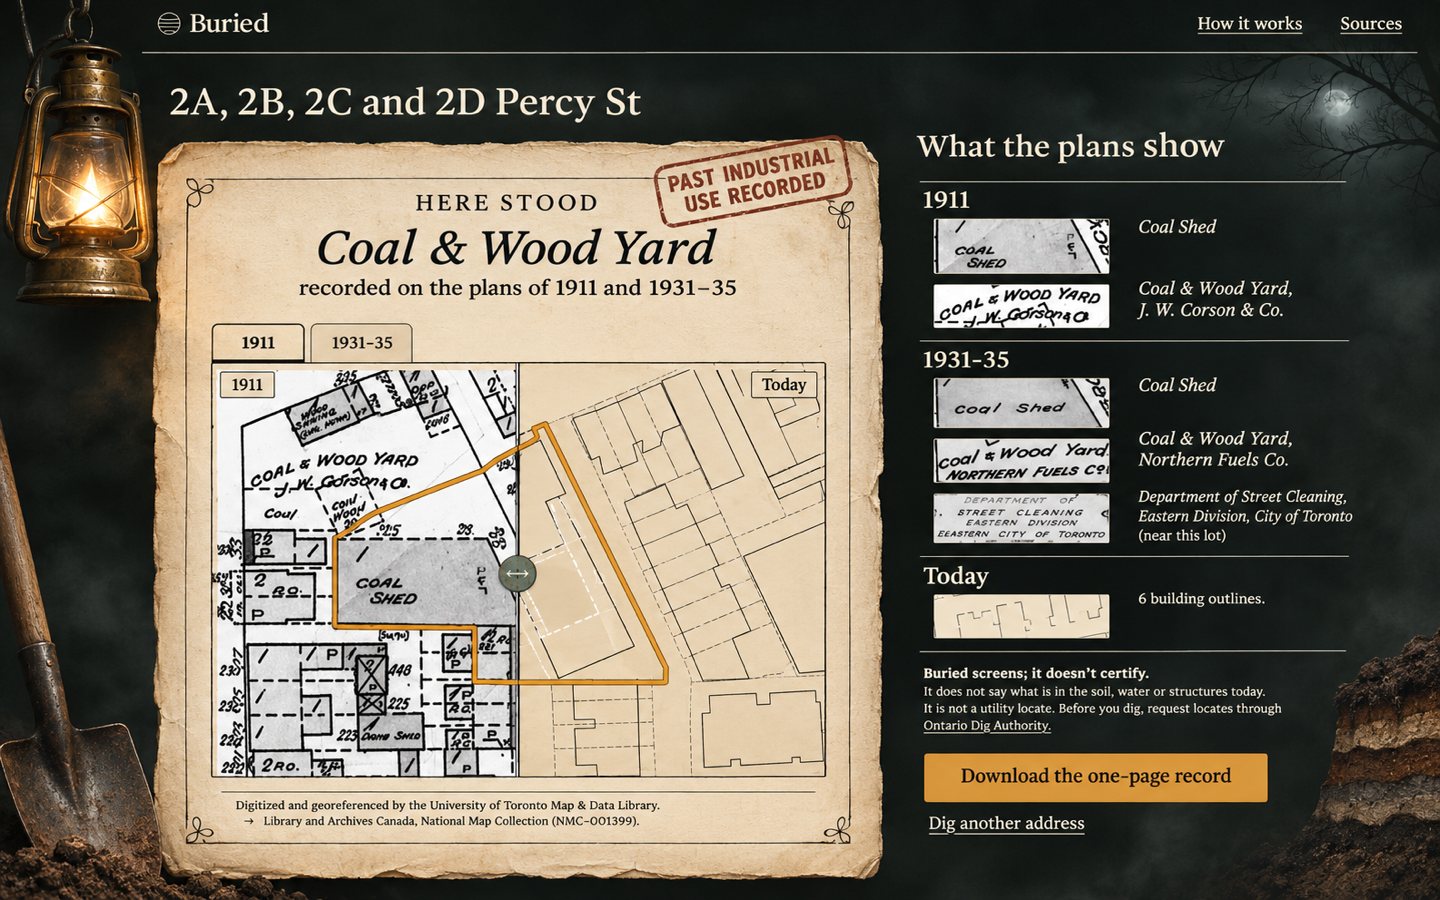 Buried
How it works
Sources
2A, 2B, 2C and 2D Percy St
PAST INDUSTRIAL
USE RECORDED
HERE STOOD
Coal & Wood Yard
recorded on the plans of 1911 and 1931–35
1911
1931–35
1911
Today
WOOD
2
COAL & WOOD YARD
J. W. Corson & Co.
Coal
COAL
SHED
32
P
2
RO.
P
P
448
225
223
2 RO.
P
Digitized and georeferenced by the University of Toronto Map & Data Library.
→ Library and Archives Canada, National Map Collection (NMC–001399).
What the plans show
1911
COAL
SHED
Coal Shed
COAL & WOOD YARD
J. W. Corson & Co
Coal & Wood Yard,
J. W. Corson & Co.
1931–35
Coal Shed
Coal Shed
Coal & Wood Yard
NORTHERN FUELS Co
Coal & Wood Yard,
Northern Fuels Co.
DEPARTMENT OF
STREET CLEANING
EASTERN DIVISION
EEASTERN CITY OF TORONTO
Department of Street Cleaning,
Eastern Division, City of Toronto
(near this lot)
Today
6 building outlines.
Buried screens; it doesn’t certify.
It does not say what is in the soil, water or structures today.
It is not a utility locate. Before you dig, request locates through
Ontario Dig Authority.
Download the one-page record
Dig another address